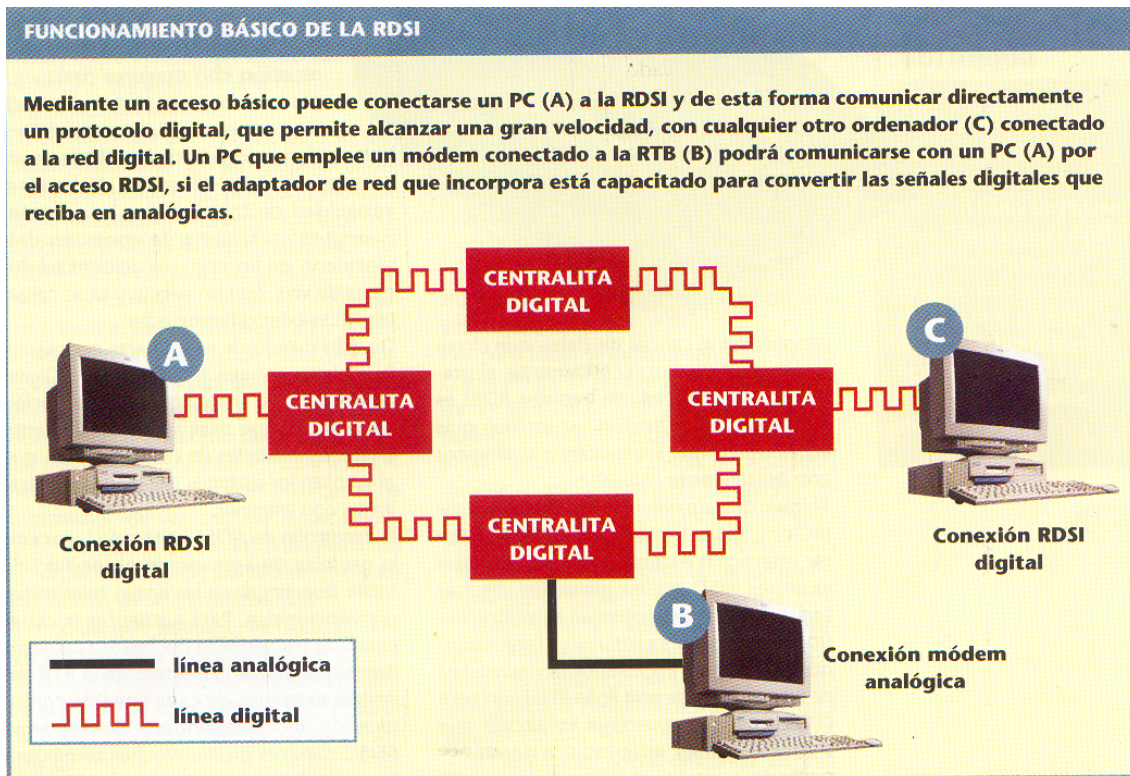 FUNCIONAMIENTO BÁSICO DE LA RDSI
Mediante un acceso básico puede conectarse un PC (A) a la RDSI y de esta forma comunicar directamente
un protocolo digital, que permite alcanzar una gran velocidad, con cualquier otro ordenador (C) conectado
a la red digital. Un PC que emplee un módem conectado a la RTB (B) podrá comunicarse con un PC (A) por
el acceso RDSI, si el adaptador de red que incorpora está capacitado para convertir las señales digitales que
reciba en analógicas.
CENTRALITA
DIGITAL
A
C
CENTRALITA
DIGITAL
CENTRALITA
DIGITAL
CENTRALITA
DIGITAL
Conexión RDSI
digital
Conexión RDSI
digital
B
Conexión módem
analógica
línea analógica
línea digital